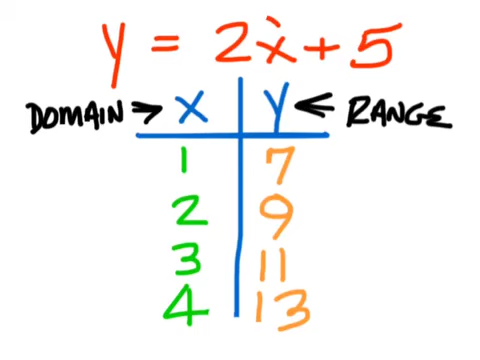 y = 2x + 5
DOMAIN → X Y ← RANGE
1 7
2 9
3 11
4 13